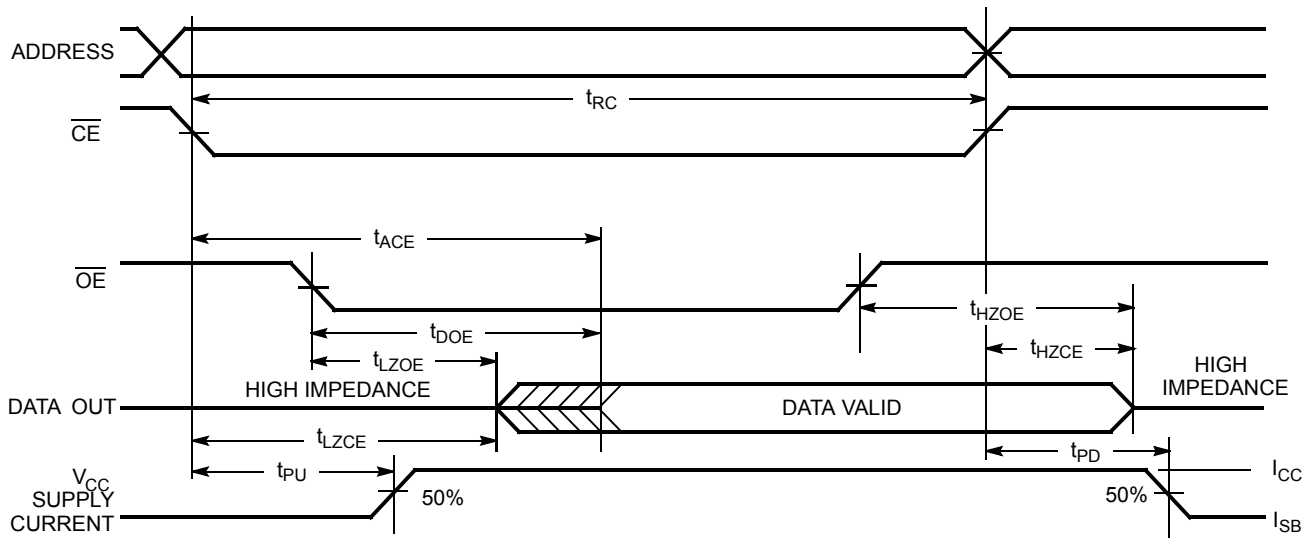 ADDRESS
tRC
CE
tACE
OE
tHZOE
tDOE
tHZCE
tLZOE
HIGH
IMPEDANCE
HIGH IMPEDANCE
DATA OUT
DATA VALID
tLZCE
tPD
tPU
VCC
SUPPLY
CURRENT
50%
50%
ICC
ISB